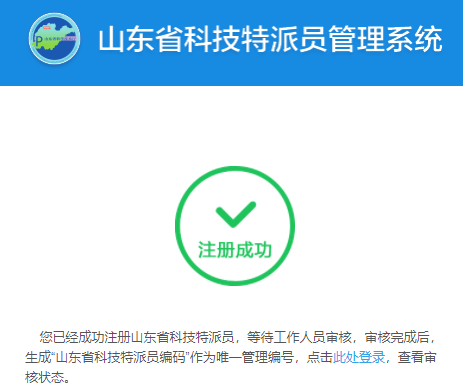 山东省科技特派员管理系统
注册成功
您已经成功注册山东省科技特派员，等待工作人员审核，审核完成后，
生成“山东省科技特派员编码”作为唯一管理编号，点击此处登录，查看审
核状态。